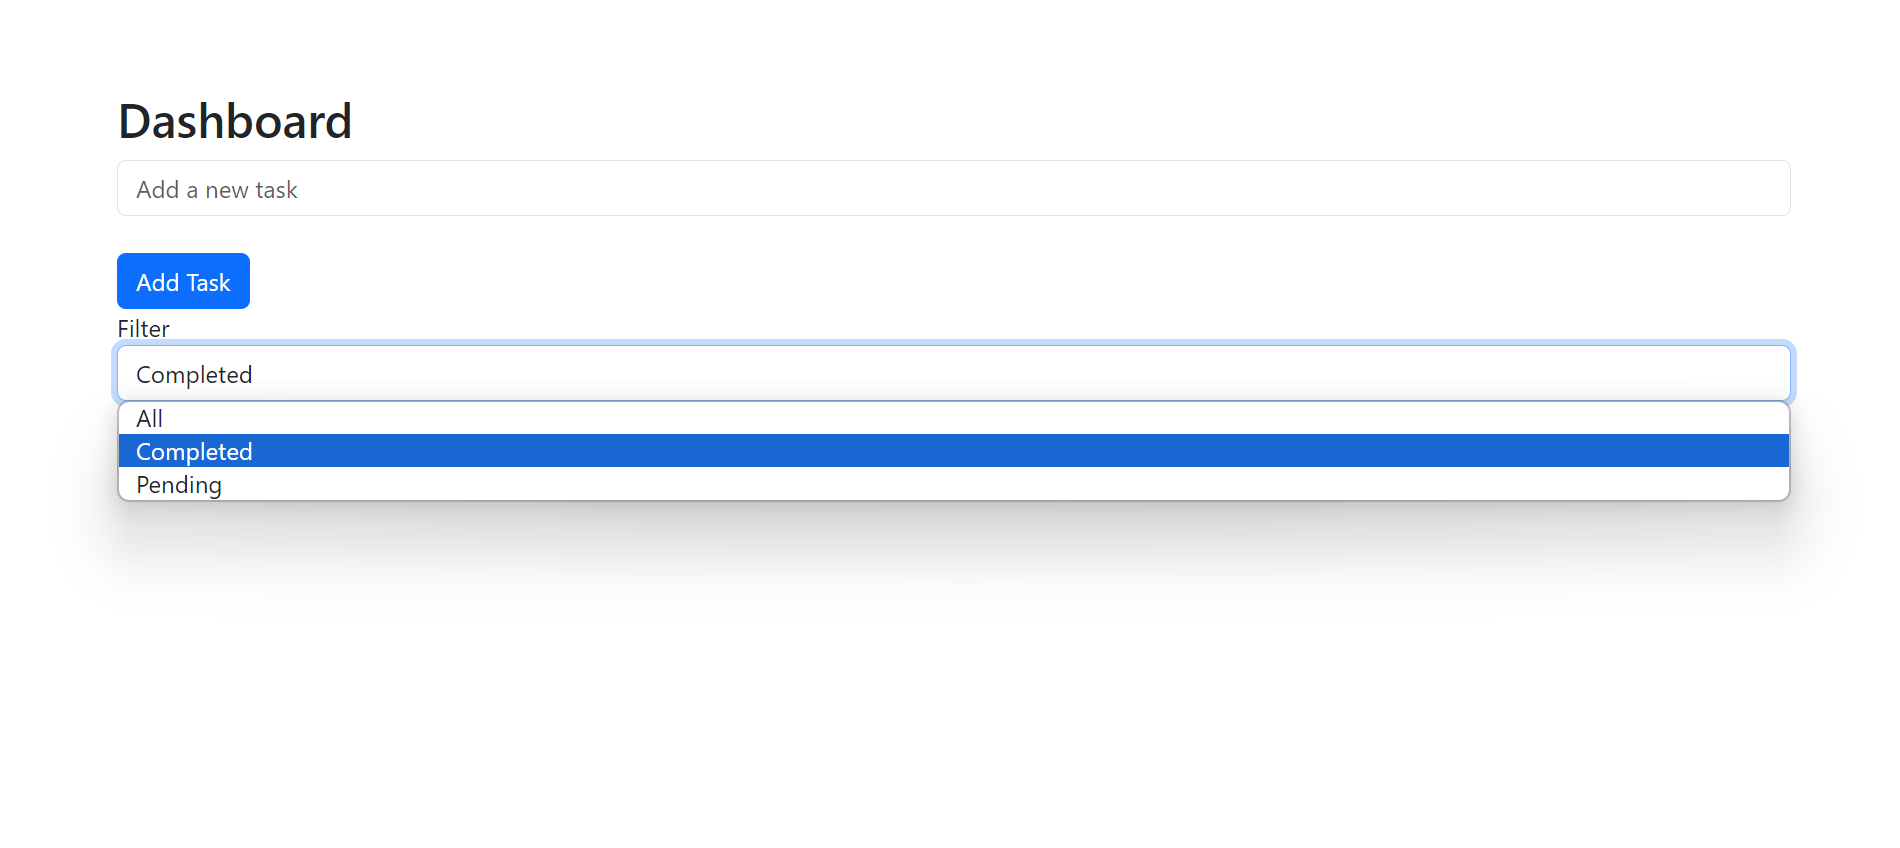 Dashboard
Add a new task
Add Task
Filter
Completed
All
Completed
Pending